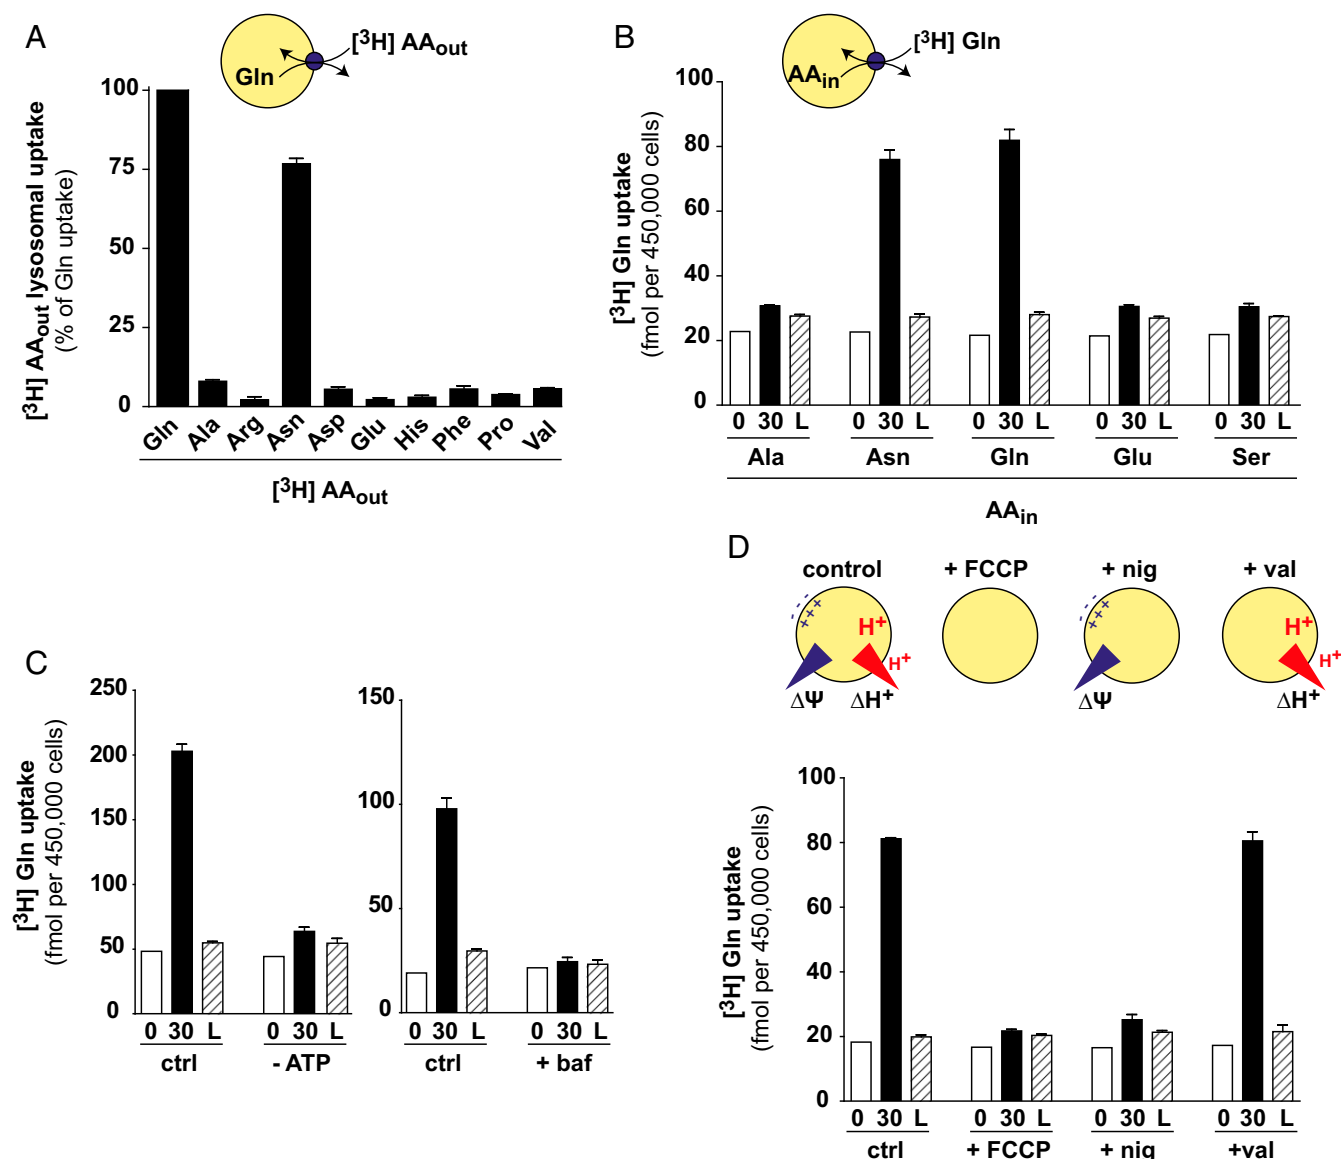 A
[³H] AAout
Gln
[³H] AAout lysosomal uptake
(% of Gln uptake)
100
75
50
25
0
Gln Ala Arg Asn Asp Glu His Phe Pro Val
[³H] AAout
B
[³H] Gln
AAin
[³H] Gln uptake
(fmol per 450,000 cells)
100
80
60
40
20
0
0 30 L 0 30 L 0 30 L 0 30 L 0 30 L
Ala Asn Gln Glu Ser
AAin
C
[³H] Gln uptake
(fmol per 450,000 cells)
250
200
150
100
50
0
0 30 L 0 30 L
ctrl - ATP
150
100
50
0
0 30 L 0 30 L
ctrl + baf
D
control + FCCP + nig + val
- - - + + + H⁺ H⁺ ΔΨ ΔH⁺
- - - + + + ΔΨ
H⁺ H⁺ ΔH⁺
[³H] Gln uptake
(fmol per 450,000 cells)
100
80
60
40
20
0
0 30 L 0 30 L 0 30 L 0 30 L
ctrl + FCCP + nig +val